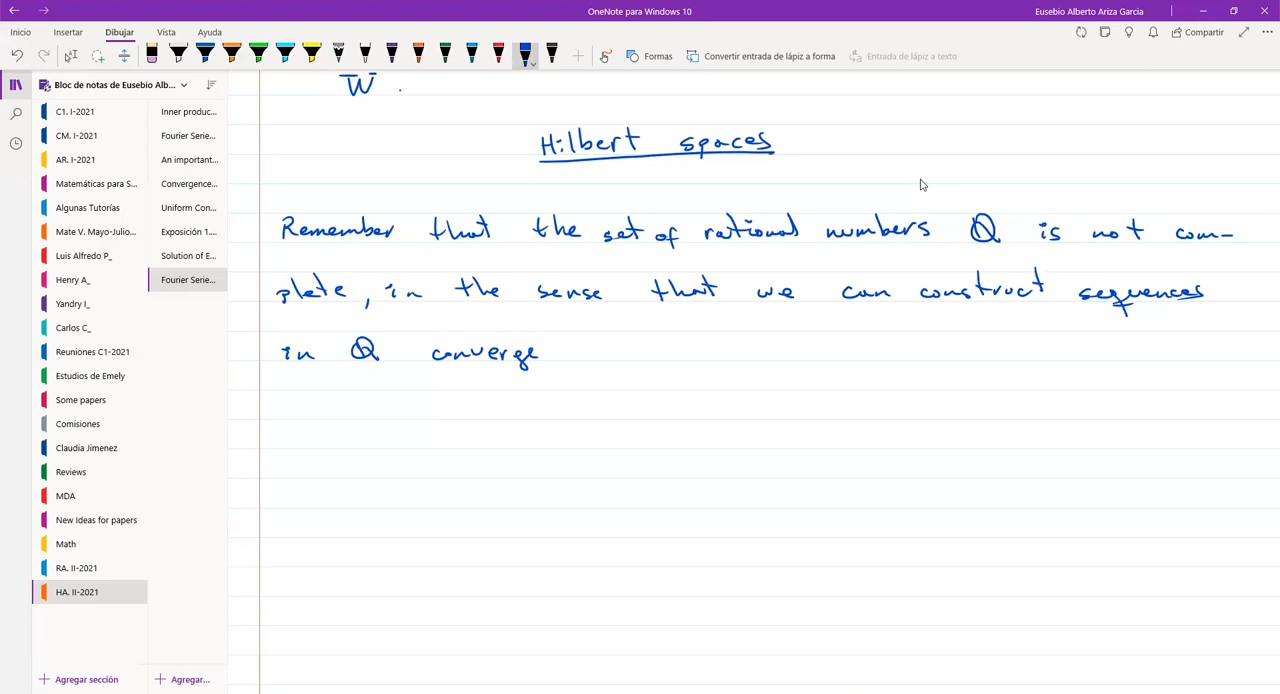 OneNote para Windows 10
Eusebio Alberto Ariza Garcia
Inicio Insertar Dibujar Vista Ayuda
Compartir
Formas
Convertir entrada de lápiz a forma
Entrada de lápiz a texto
Bloc de notas de Eusebio Alb...
C1. I-2021
CM. I-2021
AR. I-2021
Matemáticas para S...
Algunas Tutorías
Mate V. Mayo-Julio...
Luis Alfredo P_
Henry A_
Yandry I_
Carlos C_
Reuniones C1-2021
Estudios de Emely
Some papers
Comisiones
Claudia Jimenez
Reviews
MDA
New Ideas for papers
Math
RA. II-2021
HA. II-2021
Agregar sección
Inner produc...
Fourier Serie...
An important...
Convergence...
Uniform Con...
Exposición 1....
Solution of E...
Fourier Serie...
Agregar...
W .
Hilbert spaces
Remember that the set of rational numbers Q is not com-
plete, in the sense that we can construct sequences
in Q converge